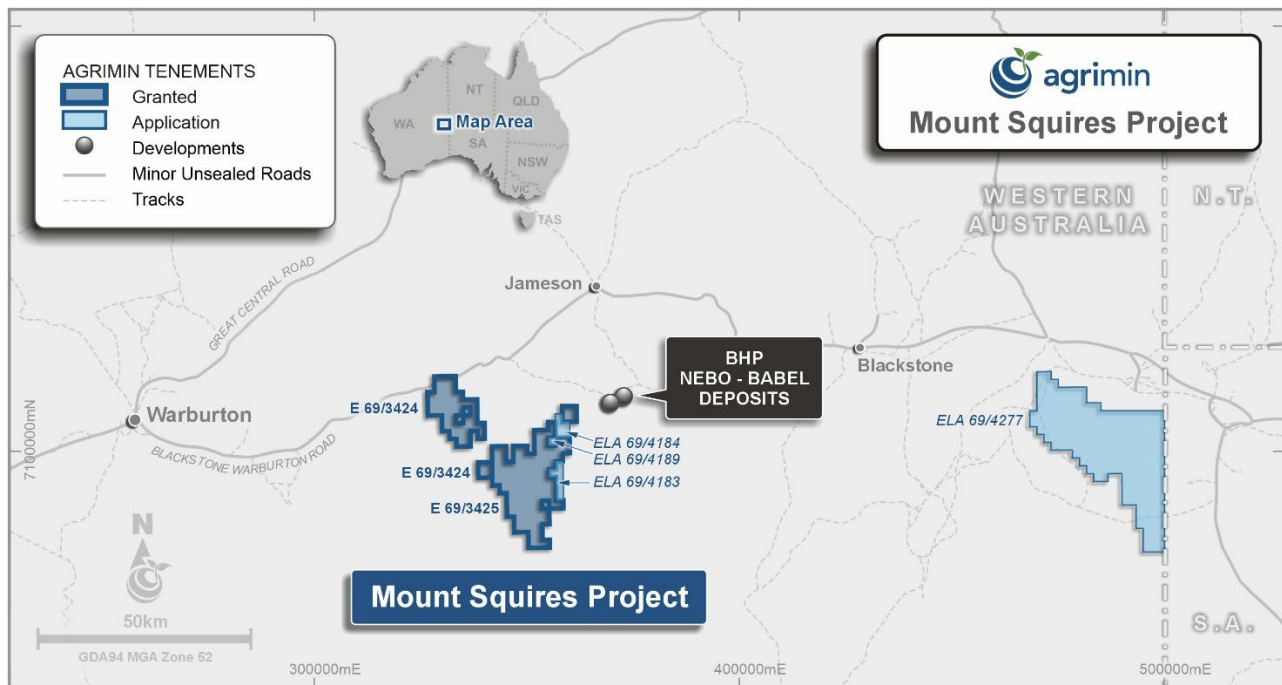 AGRIMIN TENEMENTS
Granted
Application
Developments
Minor Unsealed Roads
Tracks
NT
QLD
WA
Map Area
SA
NSW
VIC
TAS
agrimin
Mount Squires Project
WESTERN
AUSTRALIA
N.T.
Jameson
GREAT CENTRAL ROAD
BHP
NEBO - BABEL
DEPOSITS
Blackstone
Warburton
E 69/3424
ELA 69/4277
BLACKSTONE WARBURTON ROAD
ELA 69/4184
ELA 69/4189
E 69/3424
ELA 69/4183
E 69/3425
7100000mN
N
Mount Squires Project
50km
GDA94 MGA Zone 52
S.A.
300000mE
400000mE
500000mE